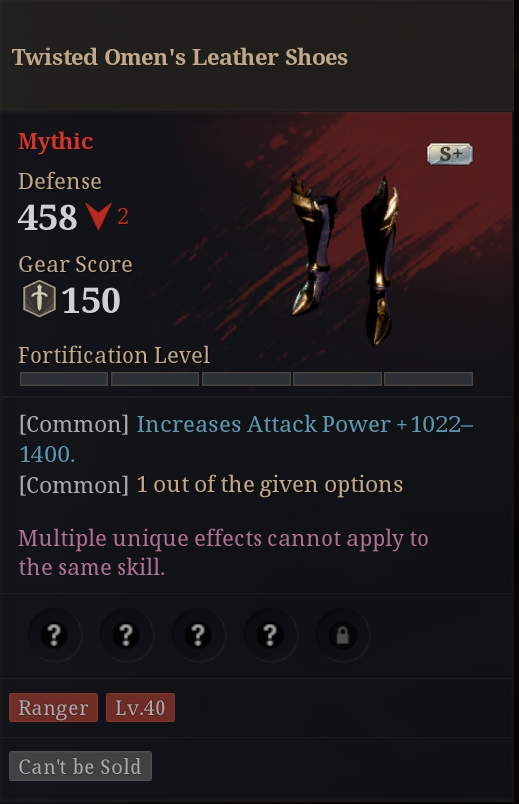 Twisted Omen's Leather Shoes
Mythic
S+
Defense
458 2
Gear Score
150
Fortification Level
[Common] Increases Attack Power +1022–
1400.
[Common] 1 out of the given options
Multiple unique effects cannot apply to
the same skill.
? ? ? ?
Ranger Lv.40
Can't be Sold